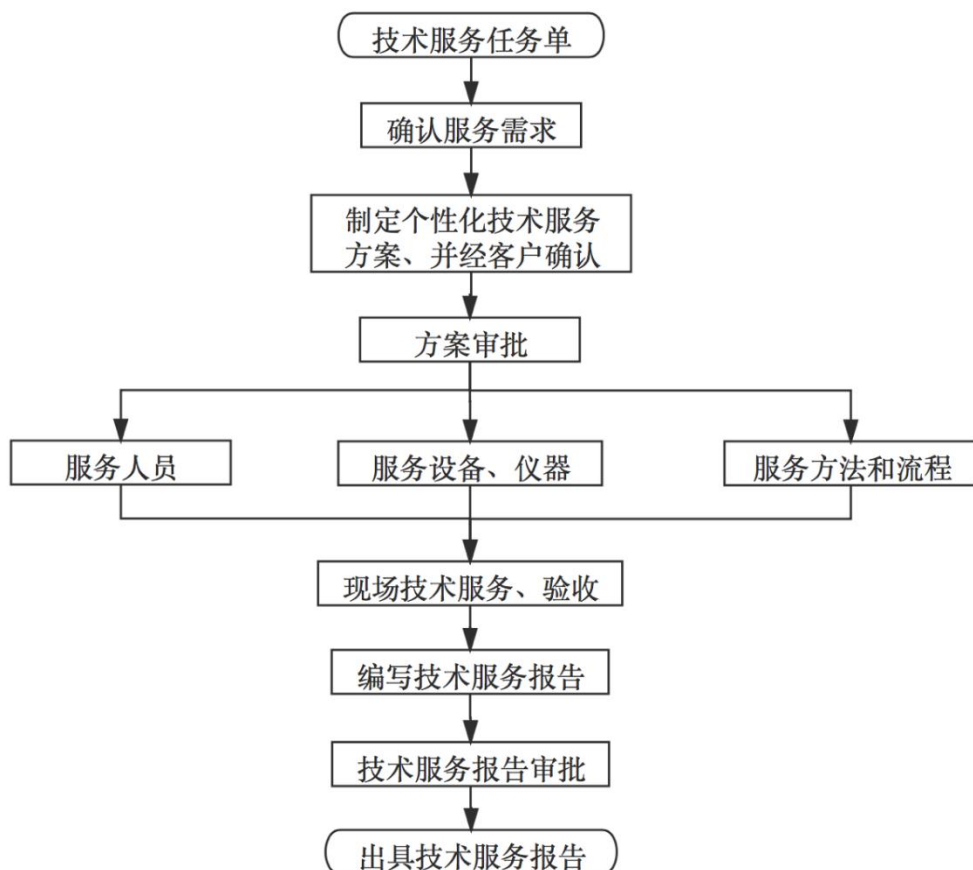 技术服务任务单
确认服务需求
制定个性化技术服务
方案、并经客户确认
方案审批
服务人员
服务设备、仪器
服务方法和流程
现场技术服务、验收
编写技术服务报告
技术服务报告审批
出具技术服务报告